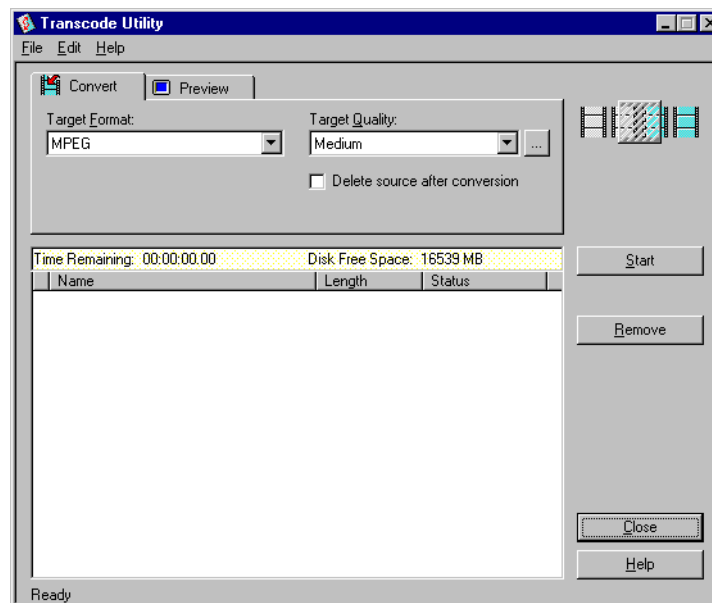 Transcode Utility
File Edit Help
Convert Preview
Target Format: Target Quality:
MPEG Medium ...
Delete source after conversion
Time Remaining: 00:00:00.00 Disk Free Space: 16539 MB
Start
Name Length Status
Remove
Close
Help
Ready